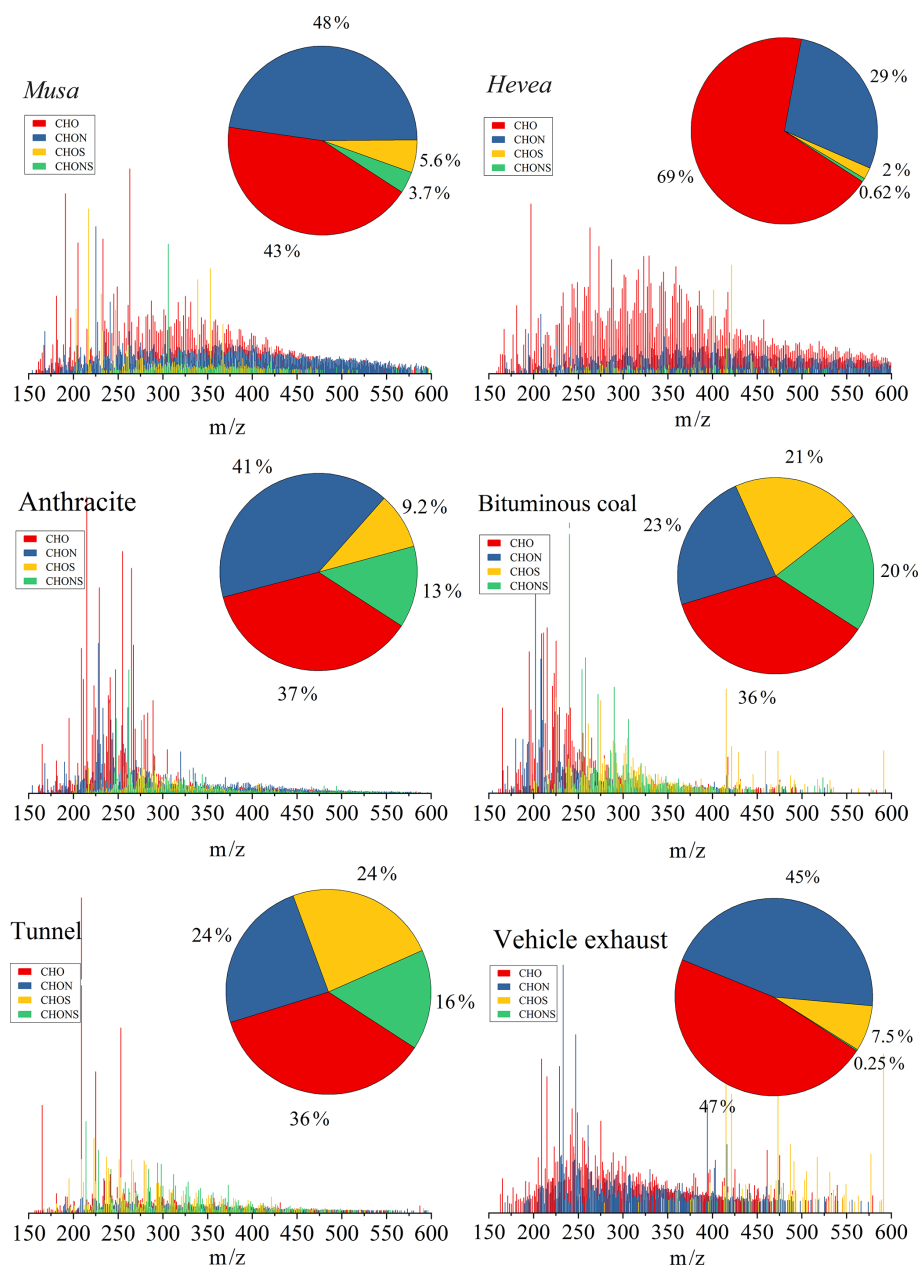 48 %
Musa
CHO
CHON
CHOS
CHONS
5.6 %
3.7 %
43 %
150 200 250 300 350 400 450 500 550 600
m/z
Hevea
CHO
CHON
CHOS
CHONS
29 %
2 %
0.62 %
69 %
150 200 250 300 350 400 450 500 550 600
m/z
41 %
Anthracite
CHO
CHON
CHOS
CHONS
9.2 %
13 %
37 %
150 200 250 300 350 400 450 500 550 600
m/z
21 %
Bituminous coal
CHO
CHON
CHOS
CHONS
23 %
20 %
36 %
150 200 250 300 350 400 450 500 550 600
m/z
24 %
Tunnel
CHO
CHON
CHOS
CHONS
24 %
16 %
36 %
150 200 250 300 350 400 450 500 550 600
m/z
45%
Vehicle exhaust
CHO
CHON
CHOS
CHONS
7.5 %
0.25 %
47 %
150 200 250 300 350 400 450 500 550 600
m/z